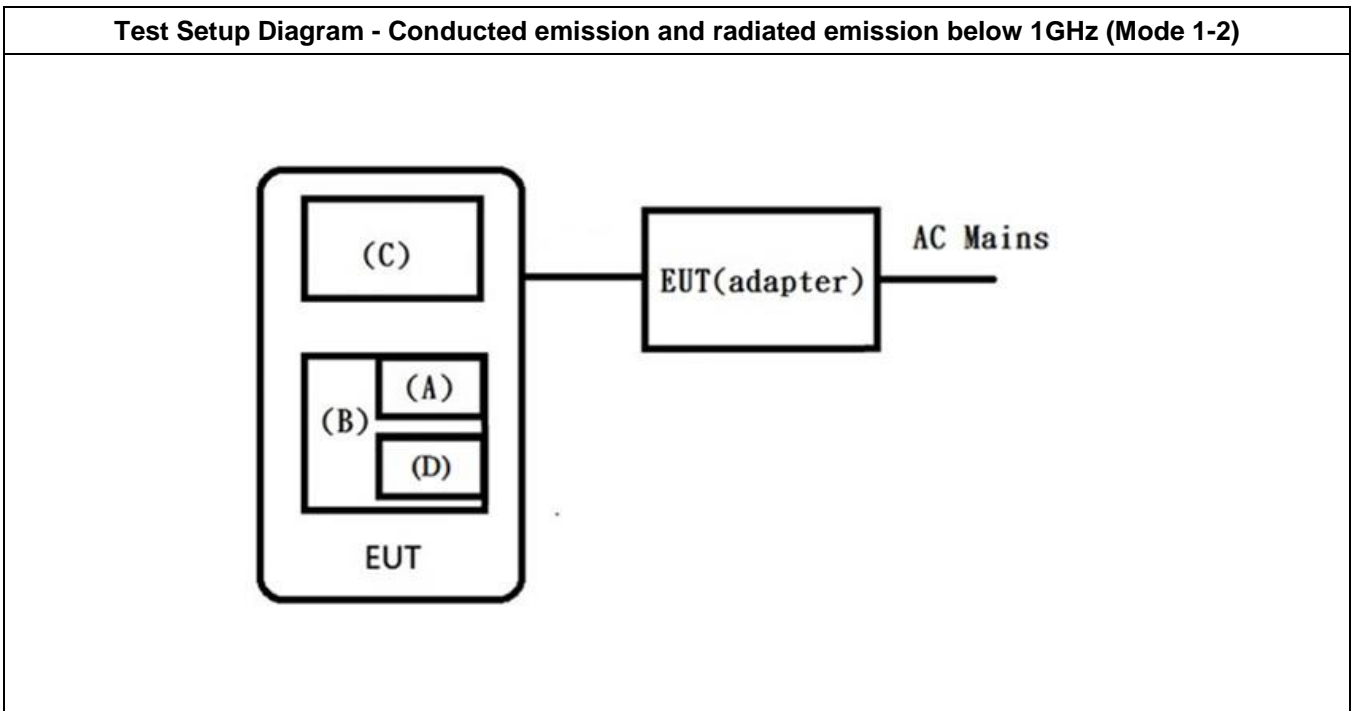 Test Setup Diagram - Conducted emission and radiated emission below 1GHz (Mode 1-2)
(C)
AC Mains
EUT(adapter)
(A)
(B)
(D)
EUT